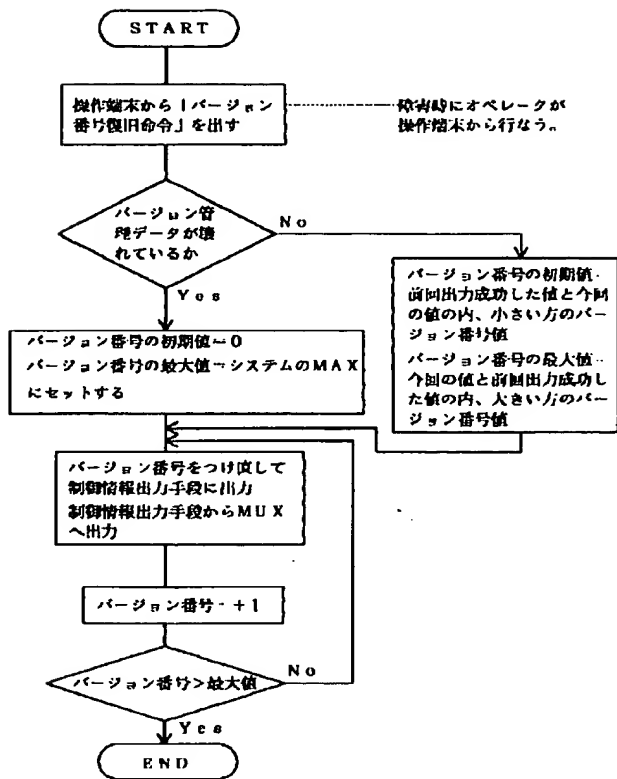 START
操作端末から「バージョン
番号復旧命令」を出す
障害時にオペレータが
操作端末から行なう。
バージョン管
理データが壊
れているか
No
Yes
バージョン番号の初期値=0
バージョン番号の最大値=システムのMAX
にセットする
バージョン番号の初期値-
前回出力成功した値と今回
の値の内、小さい方のバー
ジョン番号値
バージョン番号の最大値-
今回の値と前回出力成功し
た値の内、大きい方のバー
ジョン番号値
バージョン番号をつけ直して
制御情報出力手段に出力
制御情報出力手段からMUX
へ出力
バージョン番号-+1
バージョン番号>最大値
No
Yes
END